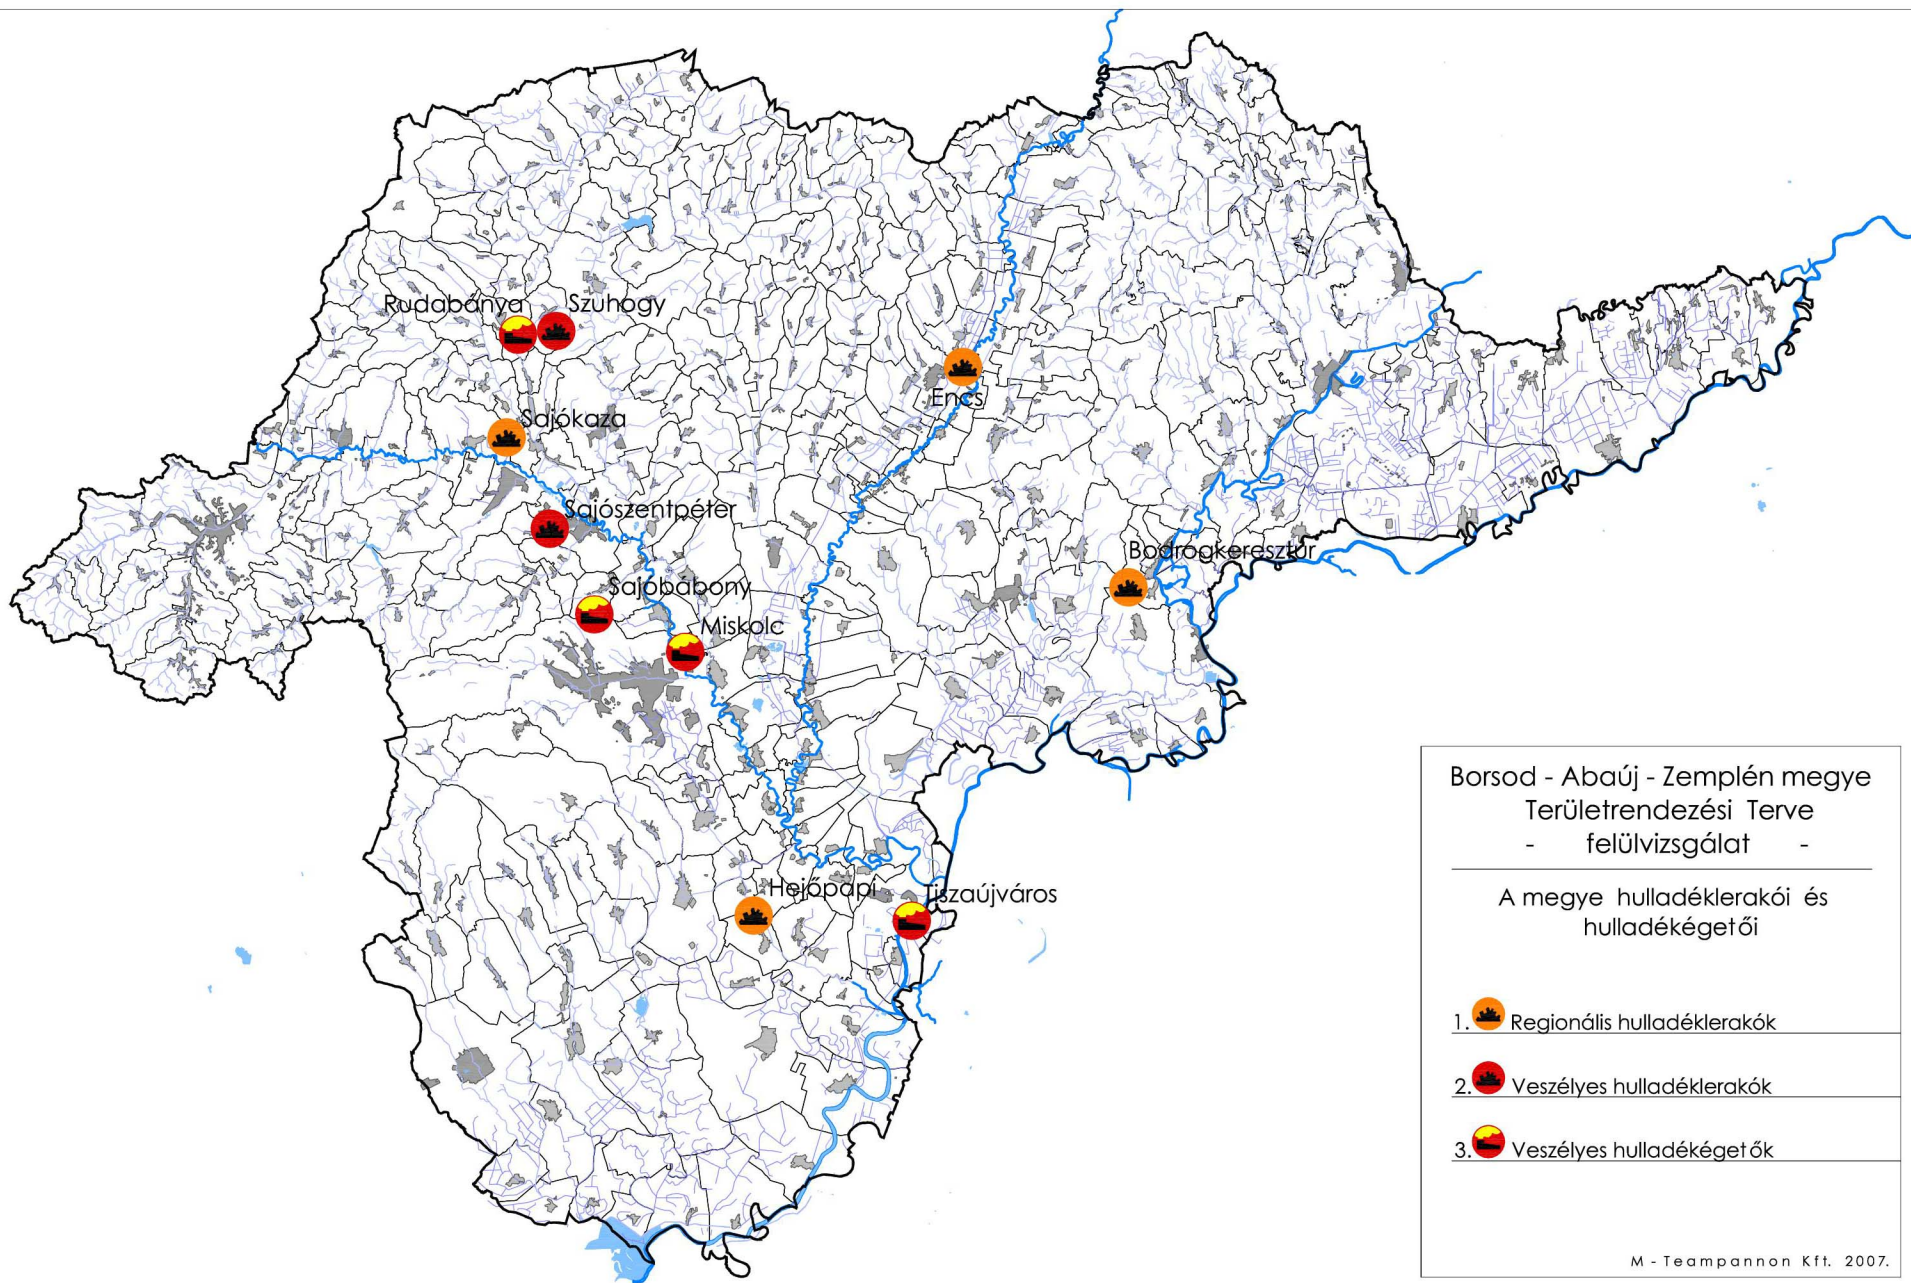 Rudabánya
Szuhogy
Encs
Sajókaza
Sajószentpéter
Bodrogkeresztúr
Sajóbábony
Miskolc
Hejőpapi
Tiszaújváros
Borsod - Abaúj - Zemplén megye
Területrendezési Terve
- felülvizsgálat -
A megye hulladéklerakói és
hulladékégetői
1. Regionális hulladéklerakók
2. Veszélyes hulladéklerakók
3. Veszélyes hulladékégetők
M - Teampannon Kft. 2007.